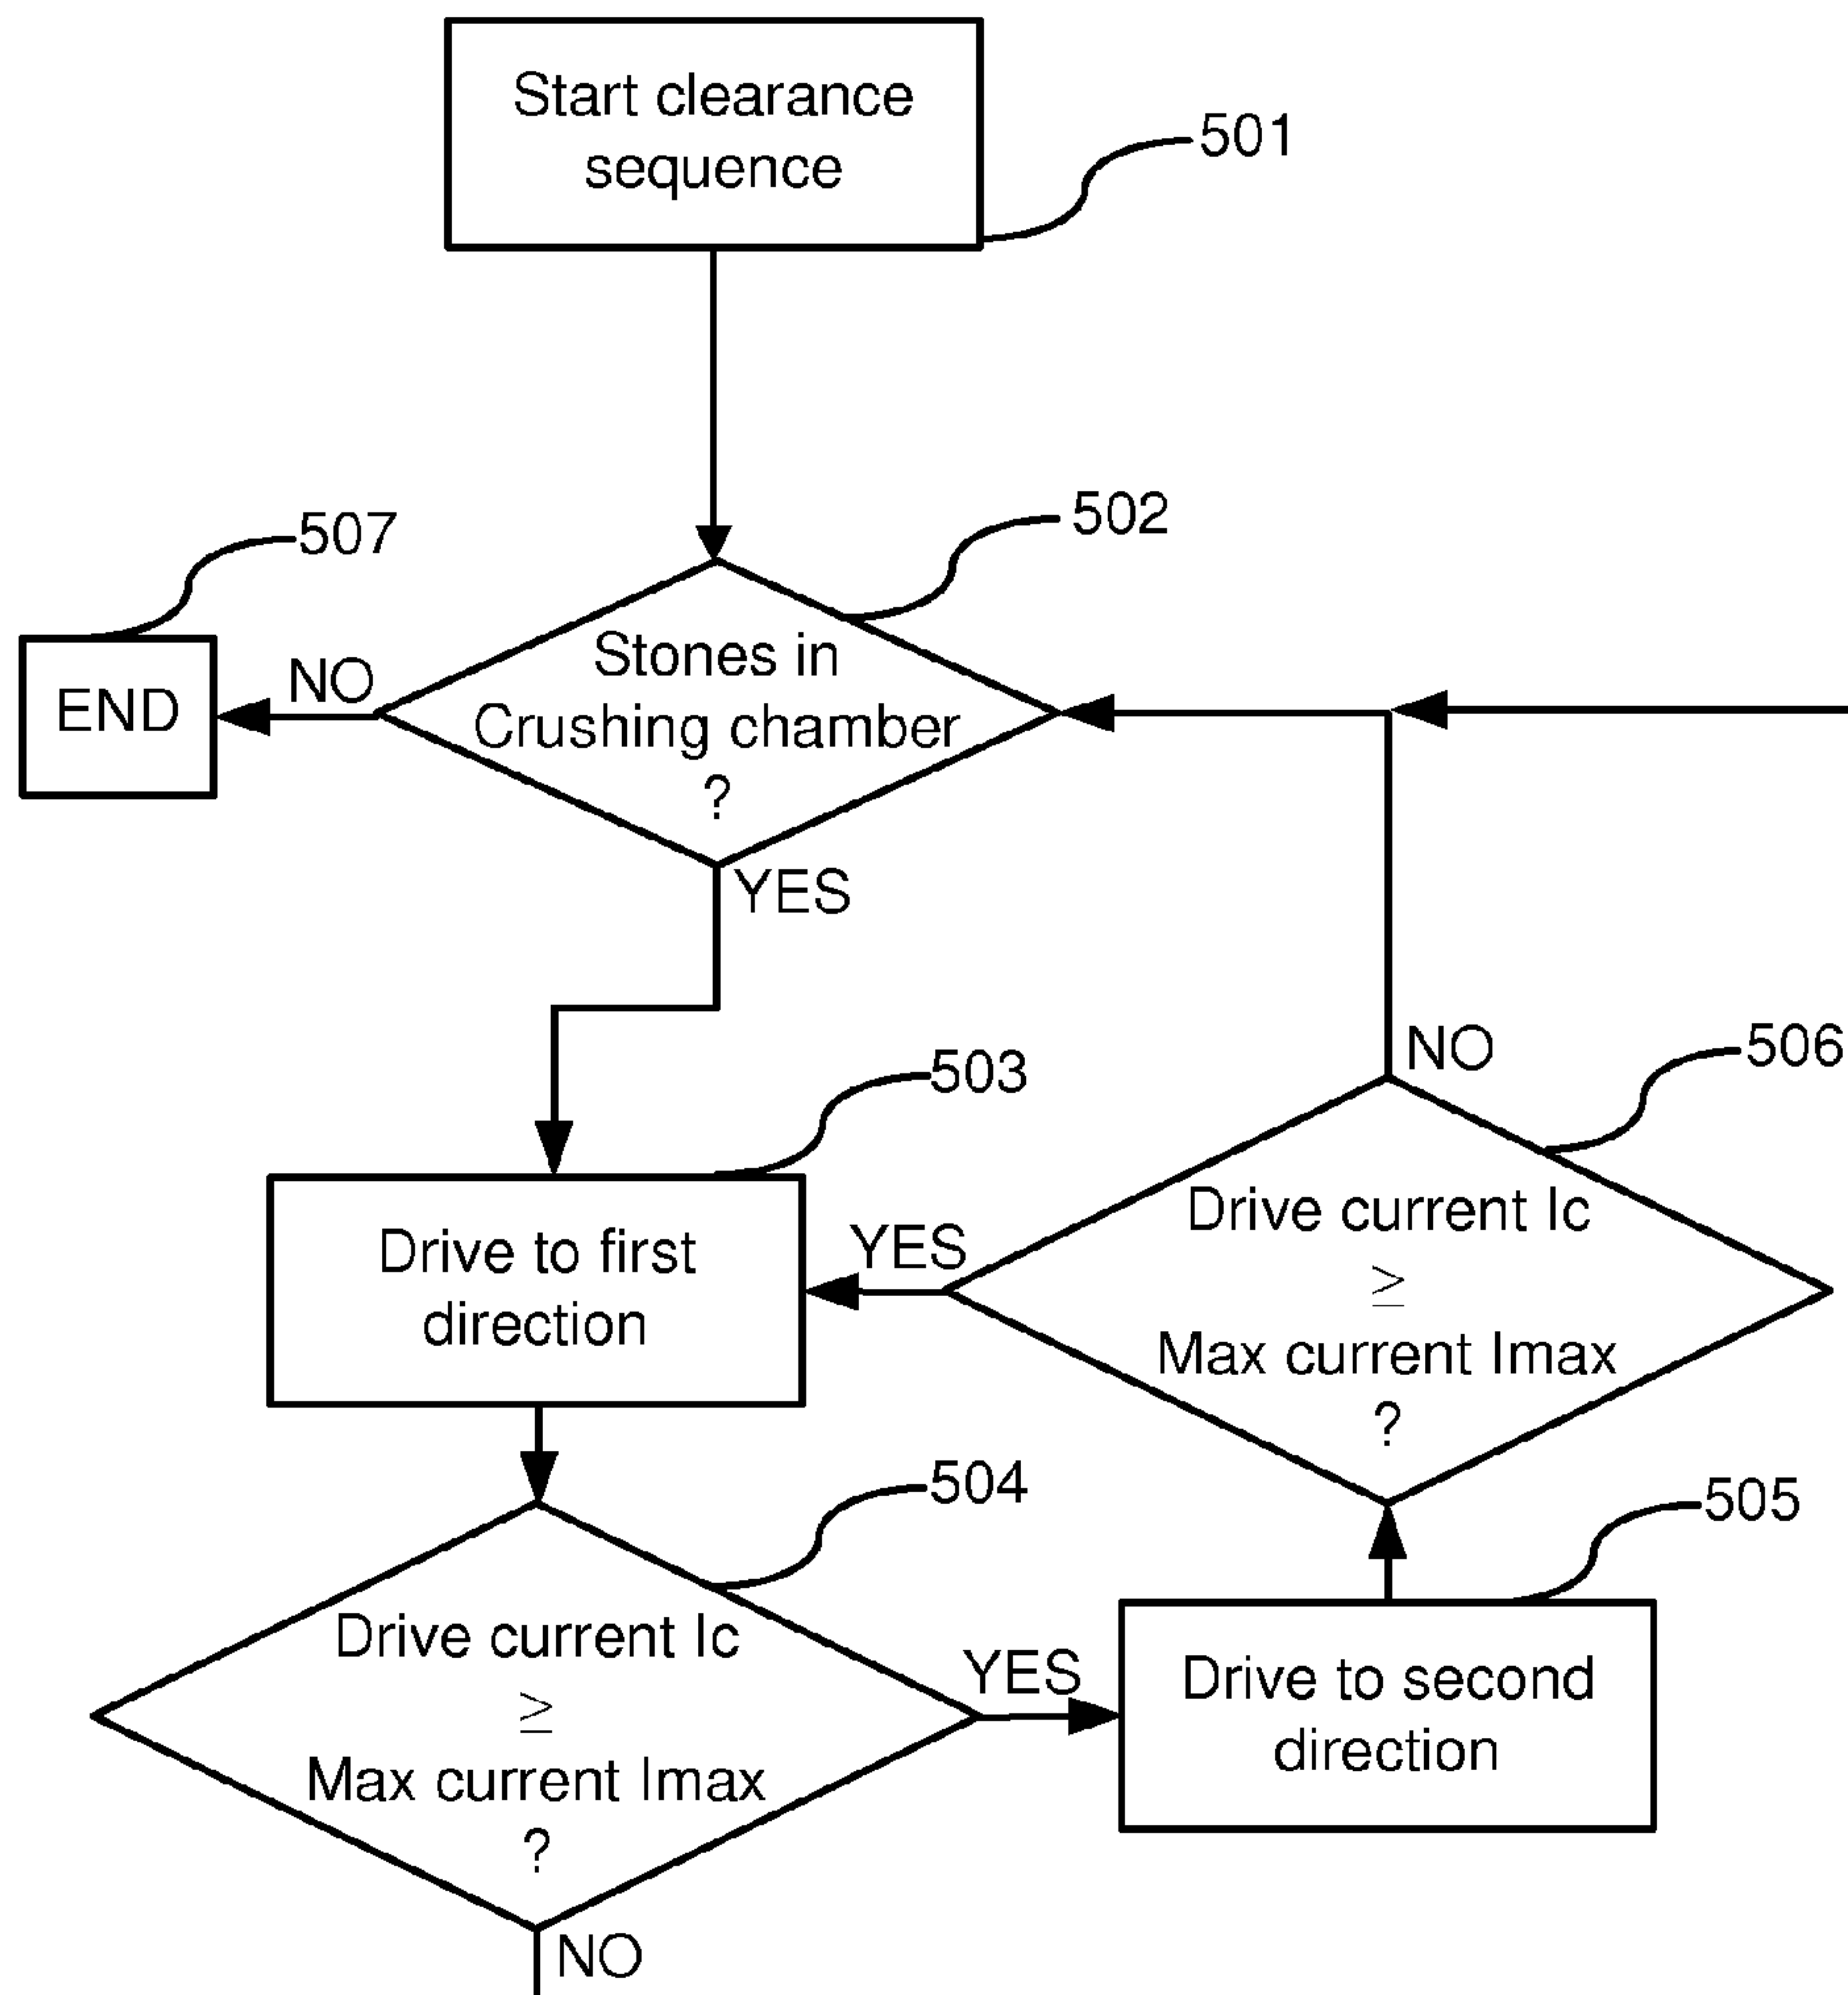 Start clearance
sequence
501
507
502
END
NO
Stones in
Crushing chamber
?
YES
503
NO
506
Drive to first
direction
YES
Drive current Ic
≥
Max current Imax
?
504
505
Drive current Ic
≥
Max current Imax
?
YES
Drive to second
direction
NO